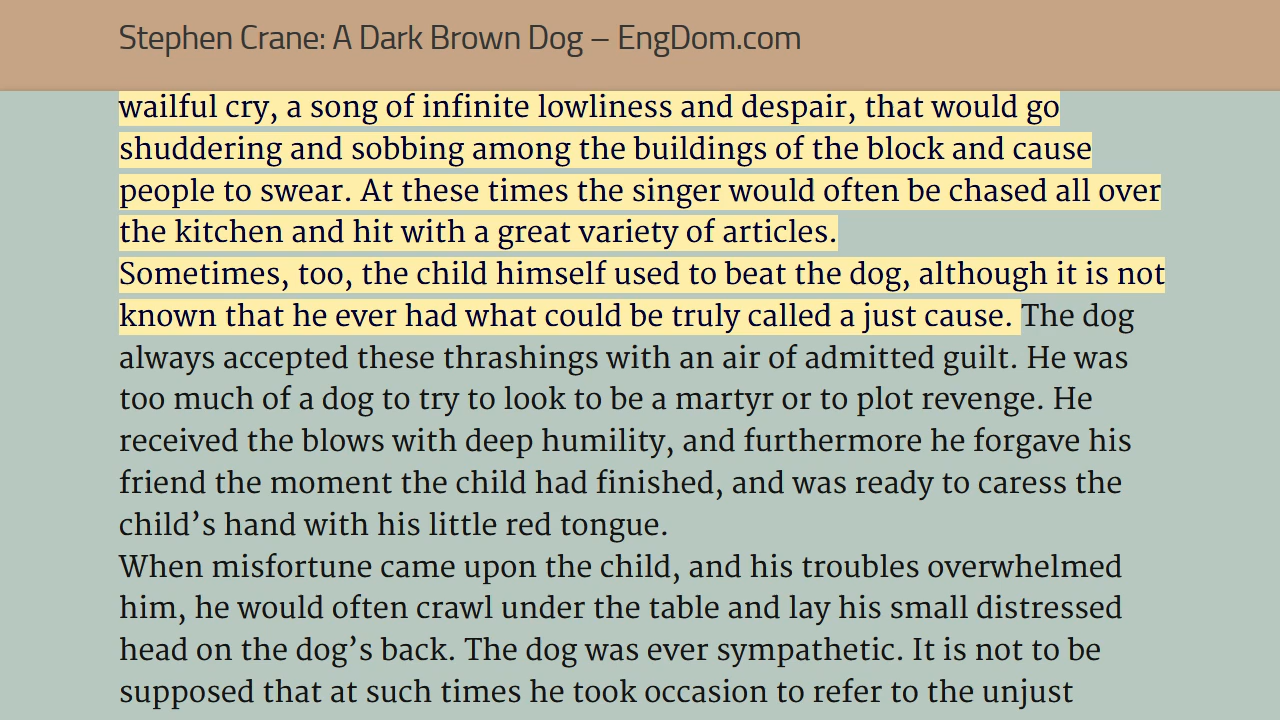 Stephen Crane: A Dark Brown Dog – EngDom.com
wailful cry, a song of infinite lowliness and despair, that would go
shuddering and sobbing among the buildings of the block and cause
people to swear. At these times the singer would often be chased all over
the kitchen and hit with a great variety of articles.
Sometimes, too, the child himself used to beat the dog, although it is not
known that he ever had what could be truly called a just cause. The dog
always accepted these thrashings with an air of admitted guilt. He was
too much of a dog to try to look to be a martyr or to plot revenge. He
received the blows with deep humility, and furthermore he forgave his
friend the moment the child had finished, and was ready to caress the
child’s hand with his little red tongue.
When misfortune came upon the child, and his troubles overwhelmed
him, he would often crawl under the table and lay his small distressed
head on the dog’s back. The dog was ever sympathetic. It is not to be
supposed that at such times he took occasion to refer to the unjust